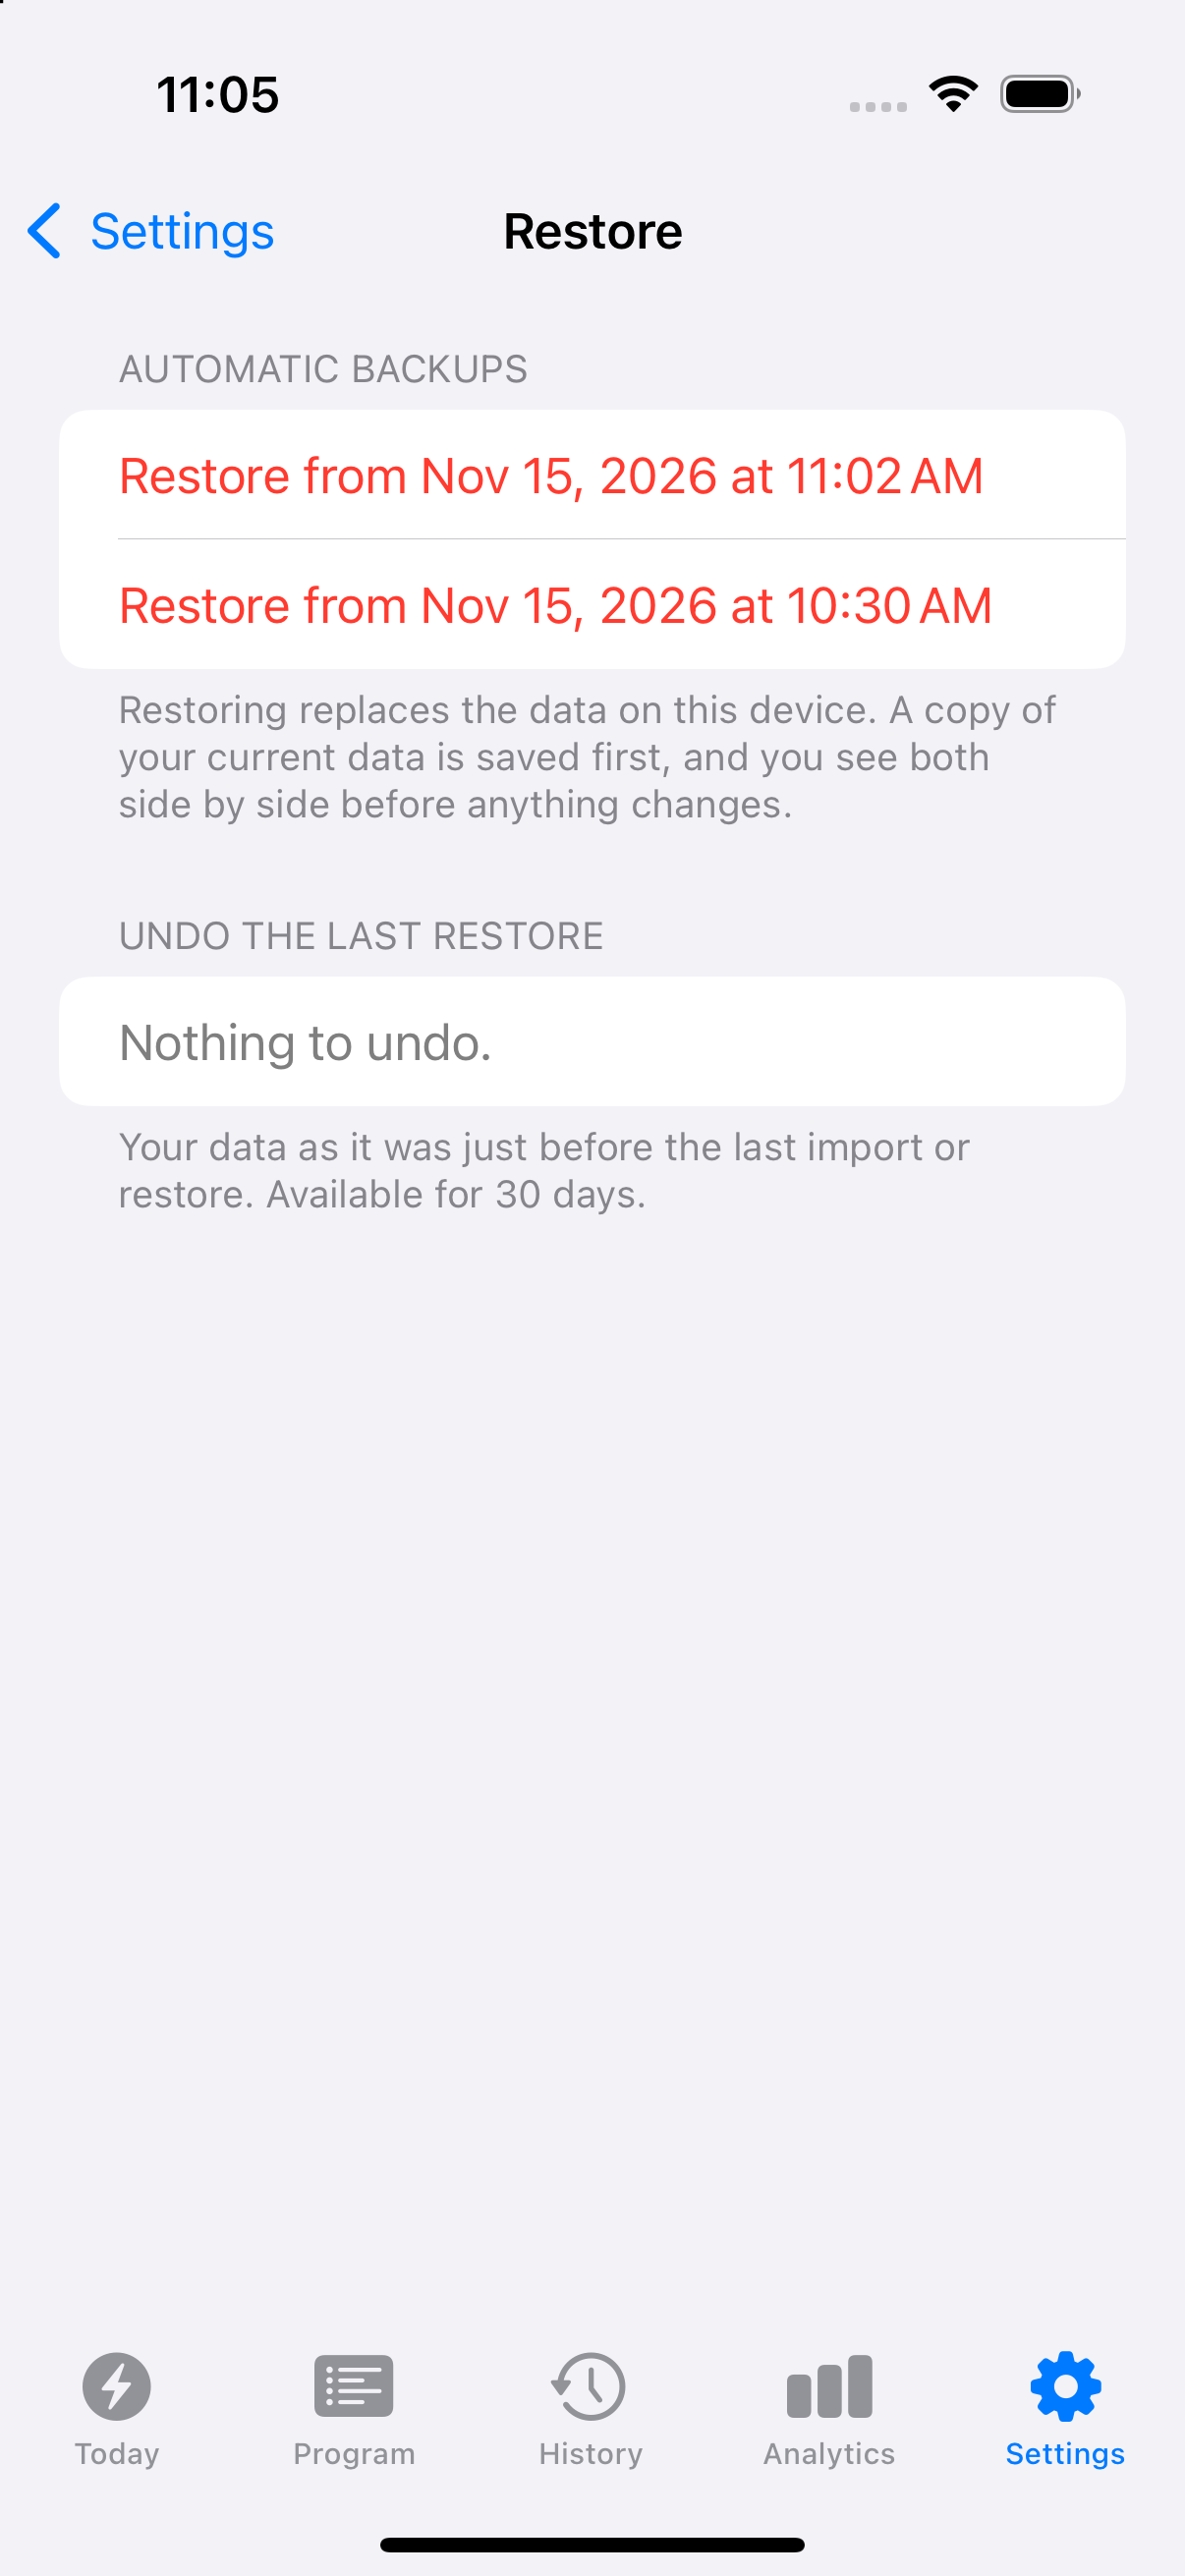 11:05
Settings
Restore
AUTOMATIC BACKUPS
Restore from Nov 15, 2026 at 11:02 AM
Restore from Nov 15, 2026 at 10:30 AM
Restoring replaces the data on this device. A copy of
your current data is saved first, and you see both
side by side before anything changes.
UNDO THE LAST RESTORE
Nothing to undo.
Your data as it was just before the last import or
restore. Available for 30 days.
Today
Program
History
Analytics
Settings